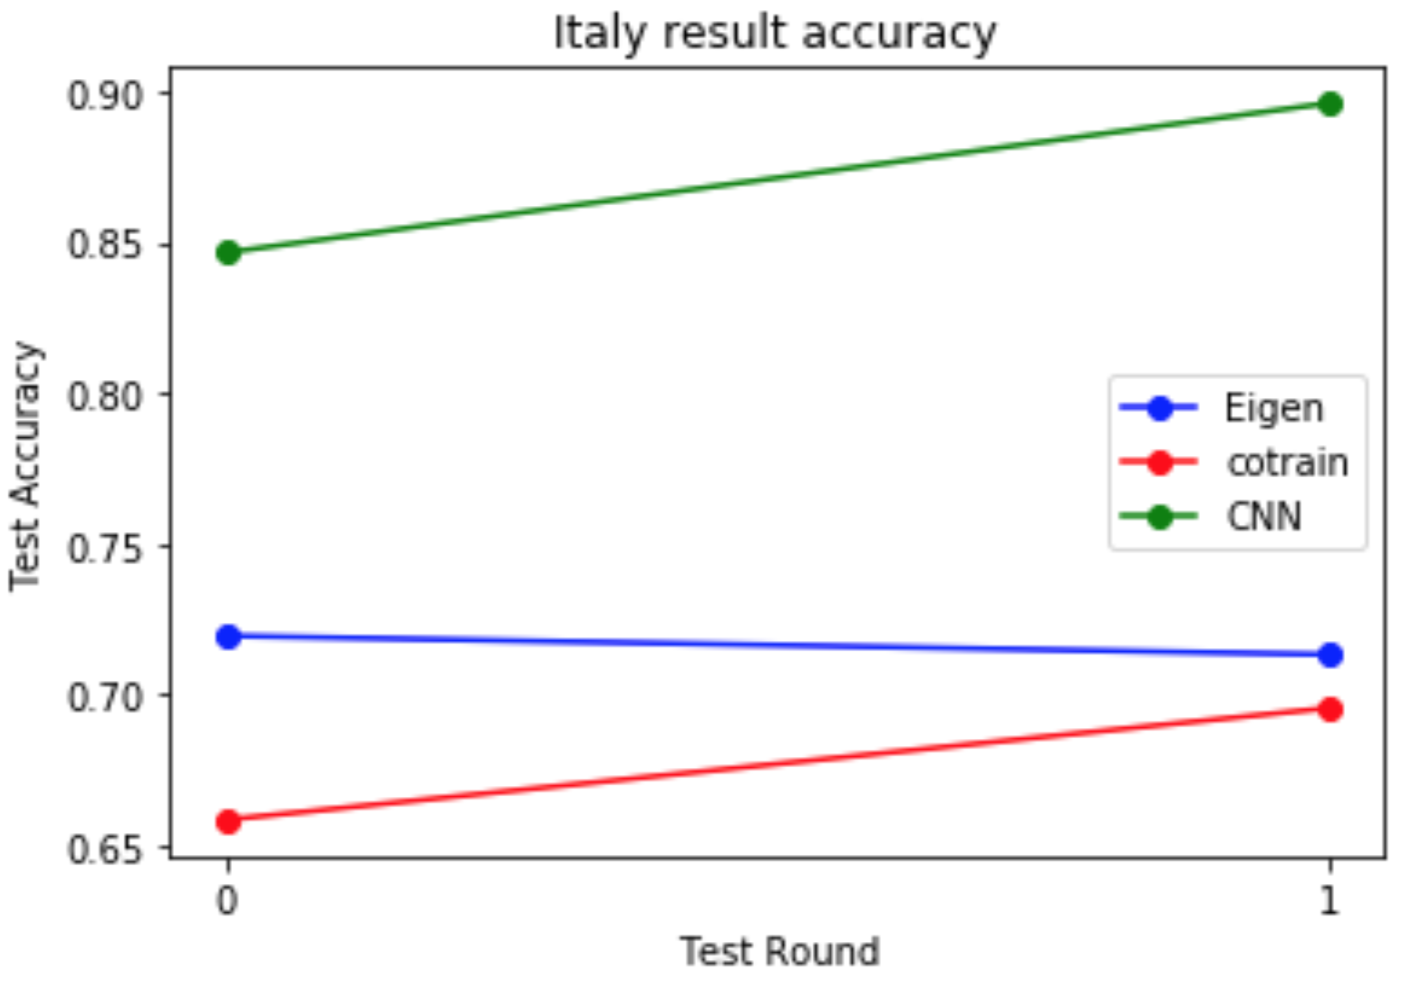 Italy result accuracy
0.90
0.85
0.80
0.75
0.70
0.65
Test Accuracy
Eigen
cotrain
CNN
0 1
Test Round